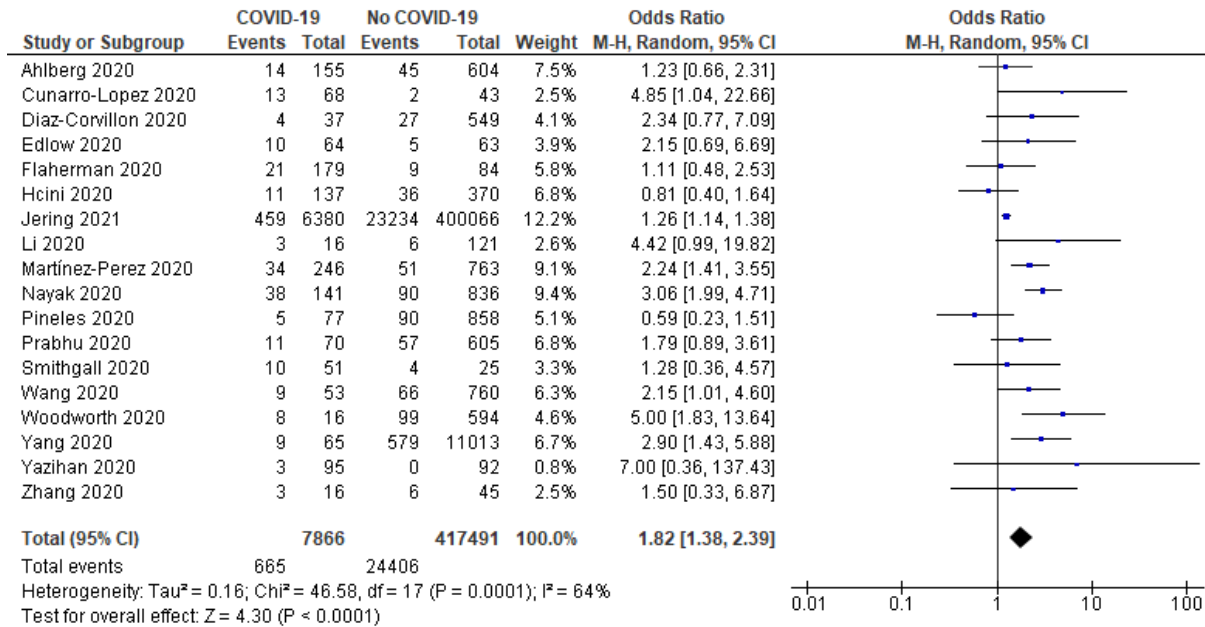 COVID-19 No COVID-19 Odds Ratio Odds Ratio
Study or Subgroup Events Total Events Total Weight M-H, Random, 95% CI M-H, Random, 95% CI
Ahlberg 2020 14 155 45 604 7.5% 1.23 [0.66, 2.31]
Cunarro-Lopez 2020 13 68 2 43 2.5% 4.85 [1.04, 22.66]
Diaz-Corvillon 2020 4 37 27 549 4.1% 2.34 [0.77, 7.09]
Edlow 2020 10 64 5 63 3.9% 2.15 [0.69, 6.69]
Flaherman 2020 21 179 9 84 5.8% 1.11 [0.48, 2.53]
Hcini 2020 11 137 36 370 6.8% 0.81 [0.40, 1.64]
Jering 2021 459 6380 23234 400066 12.2% 1.26 [1.14, 1.38]
Li 2020 3 16 6 121 2.6% 4.42 [0.99, 19.82]
Martínez-Perez 2020 34 246 51 763 9.1% 2.24 [1.41, 3.55]
Nayak 2020 38 141 90 836 9.4% 3.06 [1.99, 4.71]
Pineles 2020 5 77 90 858 5.1% 0.59 [0.23, 1.51]
Prabhu 2020 11 70 57 605 6.8% 1.79 [0.89, 3.61]
Smithgall 2020 10 51 4 25 3.3% 1.28 [0.36, 4.57]
Wang 2020 9 53 66 760 6.3% 2.15 [1.01, 4.60]
Woodworth 2020 8 16 99 594 4.6% 5.00 [1.83, 13.64]
Yang 2020 9 65 579 11013 6.7% 2.90 [1.43, 5.88]
Yazihan 2020 3 95 0 92 0.8% 7.00 [0.36, 137.43]
Zhang 2020 3 16 6 45 2.5% 1.50 [0.33, 6.87]
Total (95% CI) 7866 417491 100.0% 1.82 [1.38, 2.39]
Total events 665 24406
Heterogeneity: Tau² = 0.16; Chi² = 46.58, df = 17 (P = 0.0001); I² = 64%
Test for overall effect: Z = 4.30 (P < 0.0001)
0.01 0.1 1 10 100